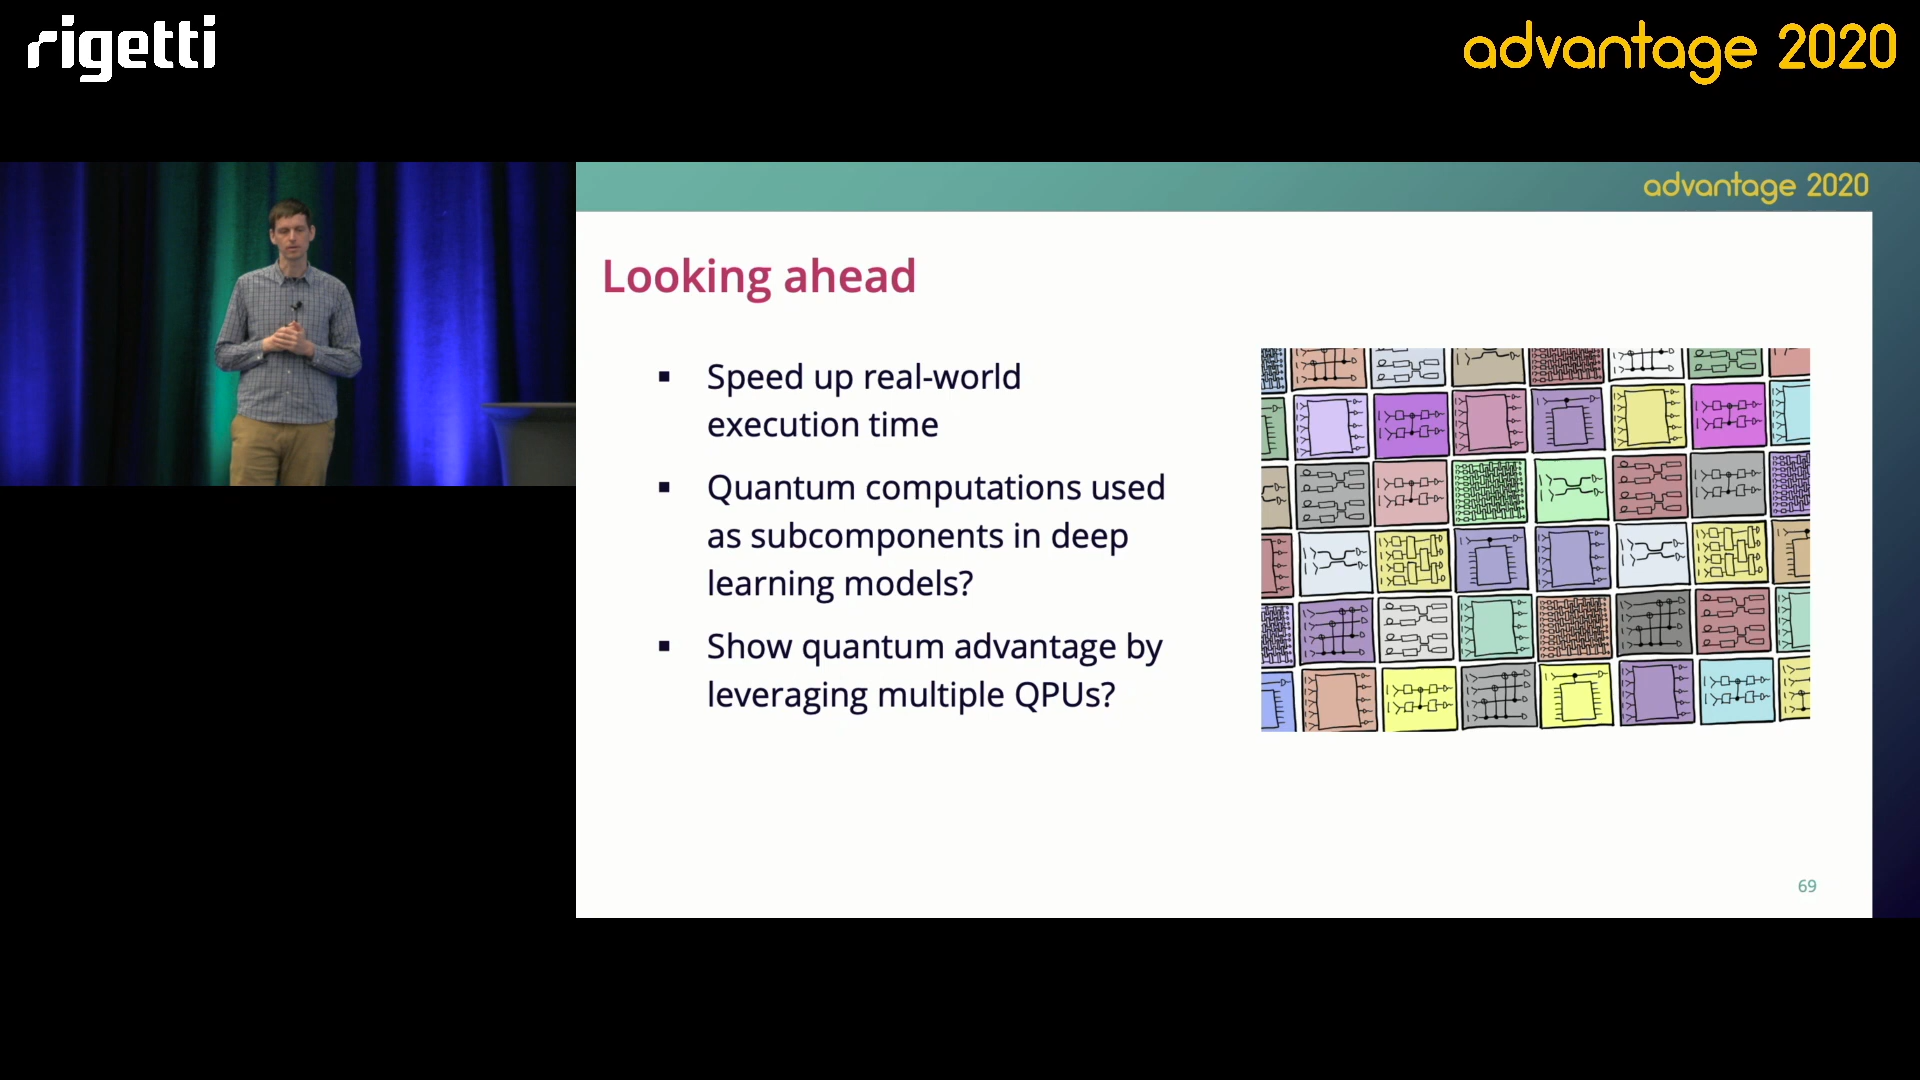 rigetti
advantage 2020
advantage 2020
Looking ahead
▪ Speed up real-world
execution time
▪ Quantum computations used
as subcomponents in deep
learning models?
▪ Show quantum advantage by
leveraging multiple QPUs?
69